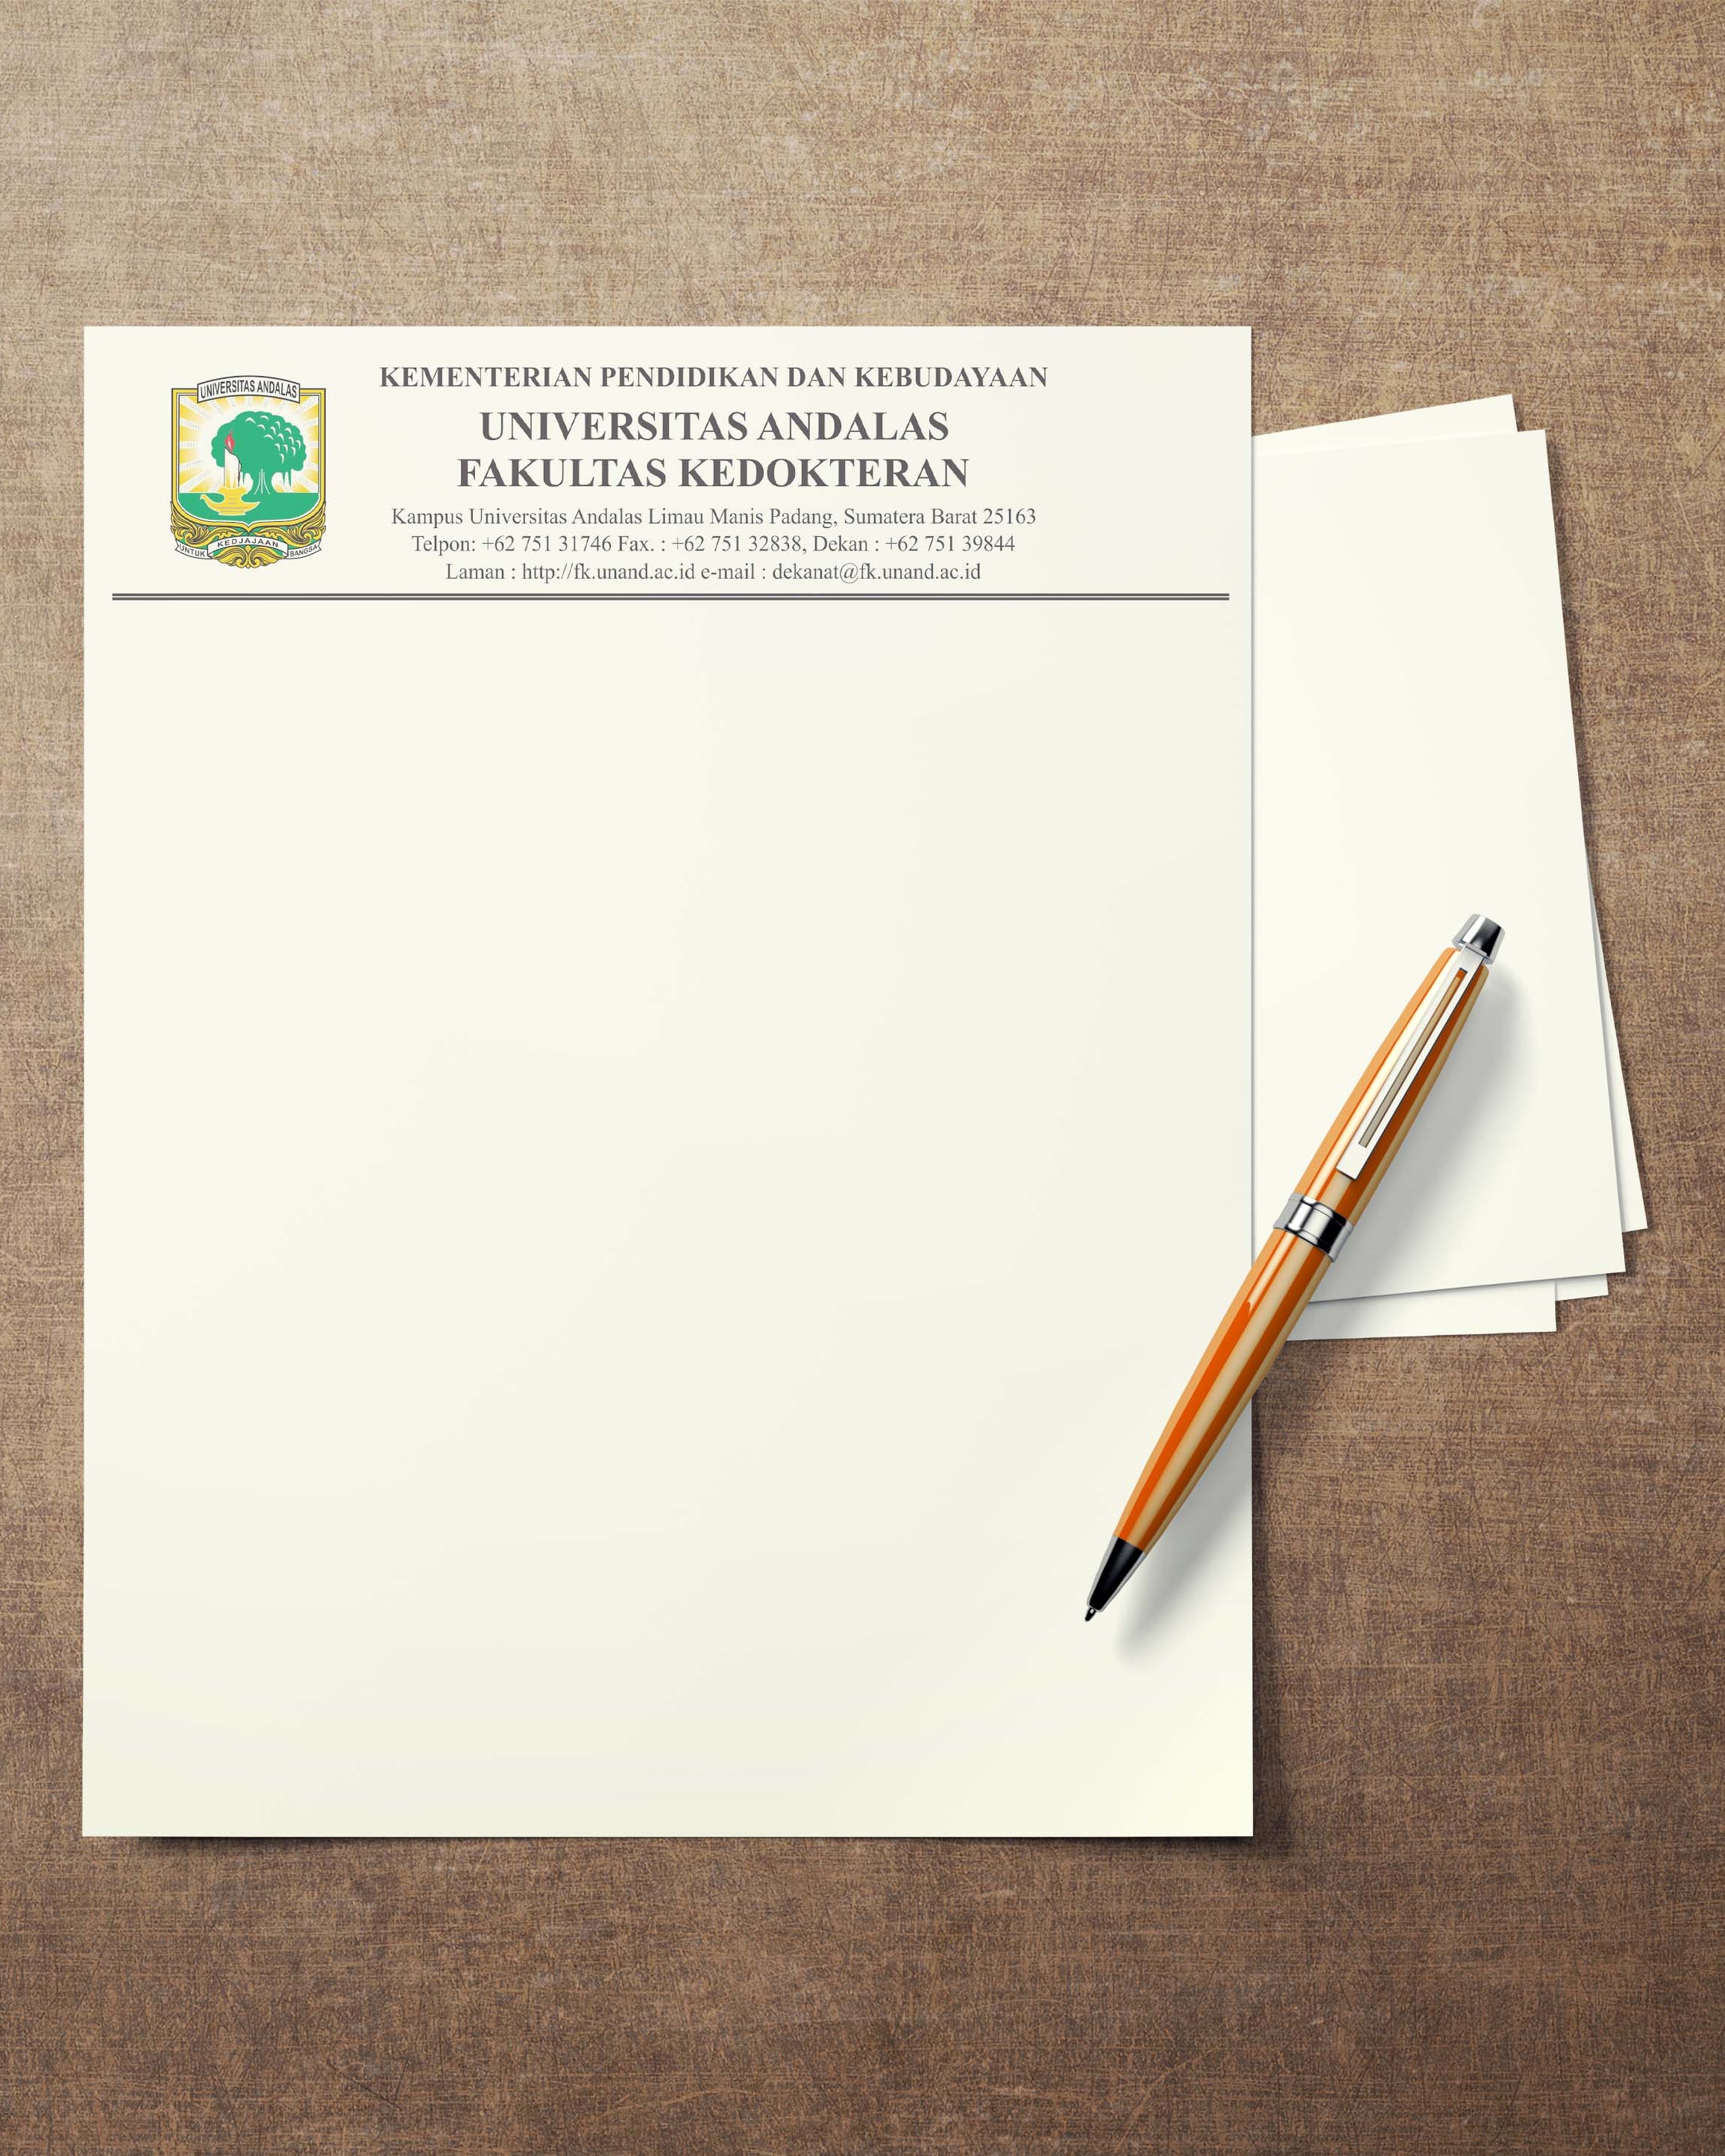 UNIVERSITAS ANDALAS
UNTUK KEDJAJAAN BANGSA
KEMENTERIAN PENDIDIKAN DAN KEBUDAYAAN
UNIVERSITAS ANDALAS
FAKULTAS KEDOKTERAN
Kampus Universitas Andalas Limau Manis Padang, Sumatera Barat 25163
Telpon: +62 751 31746 Fax. : +62 751 32838, Dekan : +62 751 39844
Laman : http://fk.unand.ac.id e-mail : dekanat@fk.unand.ac.id